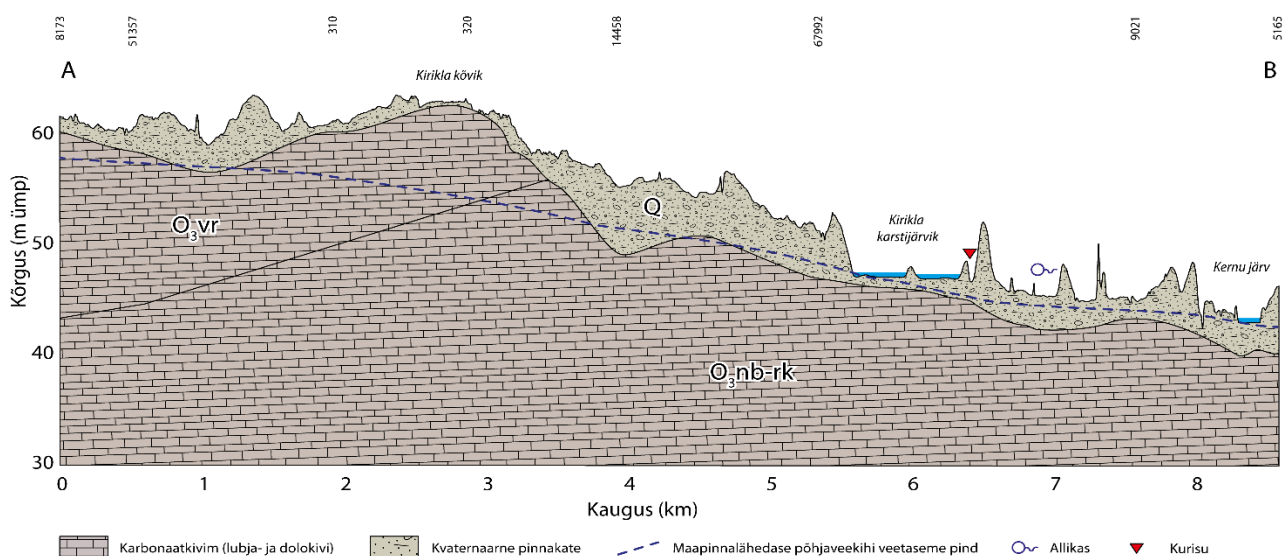 8173 51357 310 320 14458 67992 9021 5165
A Kirikla kõvik B
Kõrgus (m ümp)
60
50
40
30
O₃vr
Q
O₃nb-rk
Kirikla
karstijärvik
Kernu järv
0 1 2 3 4 5 6 7 8
Kaugus (km)
Karbonaatkivim (lubja- ja dolokivi) Kvaternaarne pinnakate Maapinnalähedase põhjaveekihi veetaseme pind Allikas Kurisu